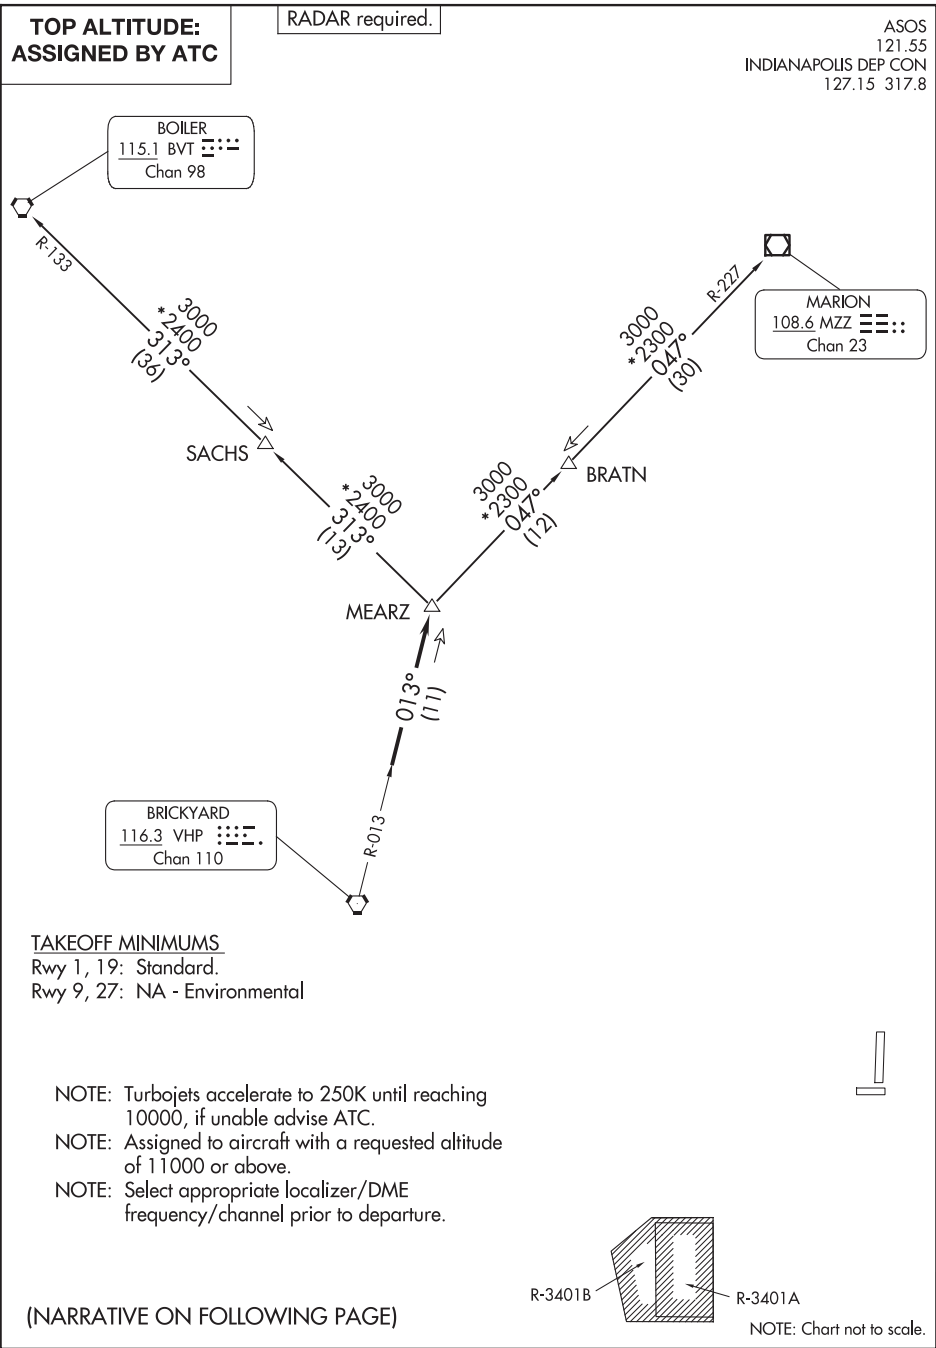 TOP ALTITUDE:
ASSIGNED BY ATC
RADAR required.
ASOS
121.55
INDIANAPOLIS DEP CON
127.15 317.8
BOILER
115.1 BVT
Chan 98
R-133
3000
*2400
313°
(36)
SACHS
3000
*2400
313°
(13)
MARION
108.6 MZZ
Chan 23
R-227
3000
*2300
047°
(30)
BRATN
3000
*2300
047°
(12)
MEARZ
013°
(11)
R-013
BRICKYARD
116.3 VHP
Chan 110
TAKEOFF MINIMUMS
Rwy 1, 19: Standard.
Rwy 9, 27: NA - Environmental
NOTE: Turbojets accelerate to 250K until reaching
10000, if unable advise ATC.
NOTE: Assigned to aircraft with a requested altitude
of 11000 or above.
NOTE: Select appropriate localizer/DME
frequency/channel prior to departure.
R-3401B
R-3401A
(NARRATIVE ON FOLLOWING PAGE)
NOTE: Chart not to scale.